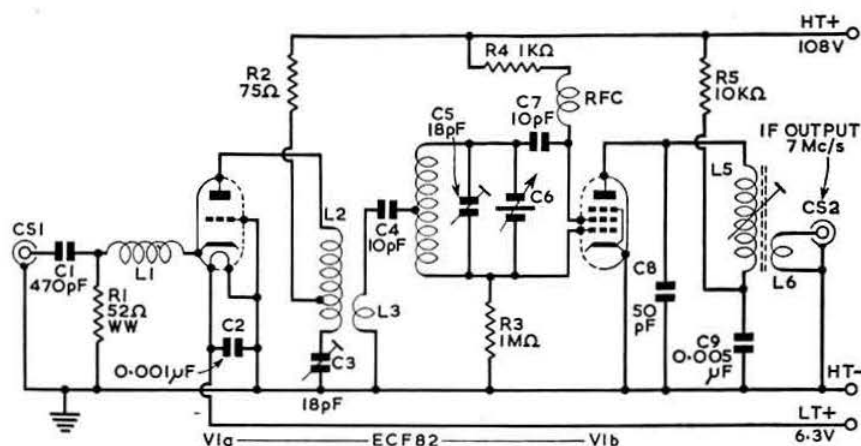 HT+
108V
R4 1KΩ
R2
75Ω
RFC
R5
10KΩ
C7
10pF
C5
18pF
IF OUTPUT
7 Mc/s
L5
CS2
L2
C6
CS1
C4
10pF
C1
470pF
L1
C8
L6
R1
52Ω
WW
L3
R3
1MΩ
50
pF
C2
C9
0·005
μF
C3
0·001μF
18pF
HT-
LT+
6.3V
V1a ECF82 V1b